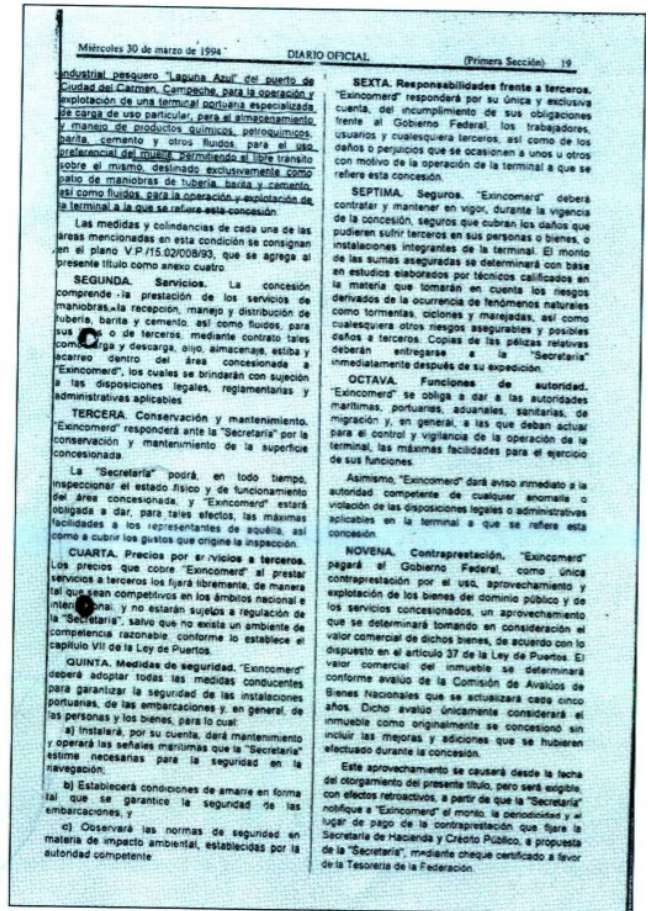 Miércoles 30 de marzo de 1994 DIARIO OFICIAL (Primera Sección) 19
industrial pesquero "Laguna Azul" del puerto de
Ciudad del Carmen, Campeche, para la operación y
explotación de una terminal portuaria especializada
de carga de uso particular, para el almacenamiento
y manejo de productos químicos, petroquímicos,
barita, cemento y otros fluidos, para el uso
preferencial del muelle, permitiendo el libre tránsito
sobre el mismo, destinado exclusivamente como
patio de maniobras de tubería, barita y cemento,
así como fluidos, para la operación y explotación de
la terminal a la que se refiere esta concesión.
Las medidas y colindancias de cada una de las
áreas mencionadas en esta condición se consignan
en el plano V.P./15.02/008/93, que se agrega al
presente título como anexo cuatro.
SEGUNDA. Servicios. La concesión
comprende la prestación de los servicios de
maniobras, la recepción, manejo y distribución de
tubería, barita y cemento, así como fluidos, para
sus o de terceros, mediante contrato tales
como carga y descarga, alijo, almacenaje, estiba y
acarreo dentro del área concesionada a
"Exincomerd", los cuales se brindarán con sujeción
a las disposiciones legales, reglamentarias y
administrativas aplicables
TERCERA. Conservación y mantenimiento.
"Exincomerd" responderá ante la "Secretaría" por la
conservación y mantenimiento de la superficie
concesionada.
La "Secretaría" podrá, en todo tiempo,
inspeccionar el estado físico y de funcionamiento
del área concesionada, y "Exincomerd" estará
obligada a dar, para tales efectos, las máximas
facilidades a los representantes de aquélla, así
como a cubrir los gustos que origine la inspección.
CUARTA. Precios por servicios a terceros.
Los precios que cobre "Exincomerd" al prestar
servicios a terceros los fijará libremente, de manera
tal que sean competitivos en los ámbitos nacional e
internacional, y no estarán sujetos a regulación de
la "Secretaría", salvo que no exista un ambiente de
competencia razonable, conforme lo establece el
capítulo VII de la Ley de Puertos.
QUINTA. Medidas de seguridad. "Exincomerd"
deberá adoptar todas las medidas conducentes
para garantizar la seguridad de las instalaciones
portuarias, de las embarcaciones y, en general, de
las personas y los bienes, para lo cual:
a) Instalará, por su cuenta, dará mantenimiento
y operará las señales marítimas que la "Secretaría"
estime necesarias para la seguridad en la
navegación;
b) Establecerá condiciones de amarre en forma
tal que se garantice la seguridad de las
embarcaciones, y
c) Observará las normas de seguridad en
materia de impacto ambiental, establecidas por la
autoridad competente
SEXTA. Responsabilidades frente a terceros.
"Exincomerd" responderá por su única y exclusiva
cuenta, del incumplimiento de sus obligaciones
frente al Gobierno Federal, los trabajadores,
usuarios y cualesquiera terceros, así como de los
daños o perjuicios que se ocasionen a unos u otros
con motivo de la operación de la terminal a que se
refiere esta concesión.
SEPTIMA. Seguros. "Exincomerd" deberá
contratar y mantener en vigor, durante la vigencia
de la concesión, seguros que cubran los daños que
pudieren sufrir terceros en sus personas o bienes, o
instalaciones integrantes de la terminal. El monto
de las sumas aseguradas se determinará con base
en estudios elaborados por técnicos calificados en
la materia que tomarán en cuenta los riesgos
derivados de la ocurrencia de fenómenos naturales
como tormentas, ciclones y marejadas, así como
cualesquiera otros riesgos asegurables y posibles
daños a terceros. Copias de las pólizas relativas
deberán entregarse a la "Secretaría"
inmediatamente después de su expedición.
OCTAVA. Funciones de autoridad.
"Exincomerd" se obliga a dar a las autoridades
marítimas, portuarias, aduanales, sanitarias, de
migración y, en general, a las que deban actuar
para el control y vigilancia de la operación de la
terminal, las máximas facilidades para el ejercicio
de sus funciones.
Asimismo, "Exincomerd" dará aviso inmediato a la
autoridad competente de cualquier anomalía o
violación de las disposiciones legales o administrativas
aplicables en la terminal a que se refiere esta
concesión.
NOVENA. Contraprestación. "Exincomerd"
pagará al Gobierno Federal, como única
contraprestación por el uso, aprovechamiento y
explotación de los bienes del dominio público y de
los servicios concesionados, un aprovechamiento
que se determinará tomando en consideración el
valor comercial de dichos bienes, de acuerdo con lo
dispuesto en el artículo 37 de la Ley de Puertos. El
valor comercial del inmueble se determinará
conforme avalúo de la Comisión de Avalúos de
Bienes Nacionales que se actualizará cada cinco
años. Dicho avalúo únicamente considerará el
inmueble como originalmente se concesionó sin
incluir las mejoras y adiciones que se hubieren
efectuado durante la concesión.
Este aprovechamiento se causará desde la fecha
del otorgamiento del presente título, pero será exigible,
con efectos retroactivos, a partir de que la "Secretaría"
notifique a "Exincomerd" el monto, la periodicidad y el
lugar de pago de la contraprestación que fijare la
Secretaría de Hacienda y Crédito Público, a propuesta
de la "Secretaría", mediante cheque certificado a favor
de la Tesorería de la Federación.